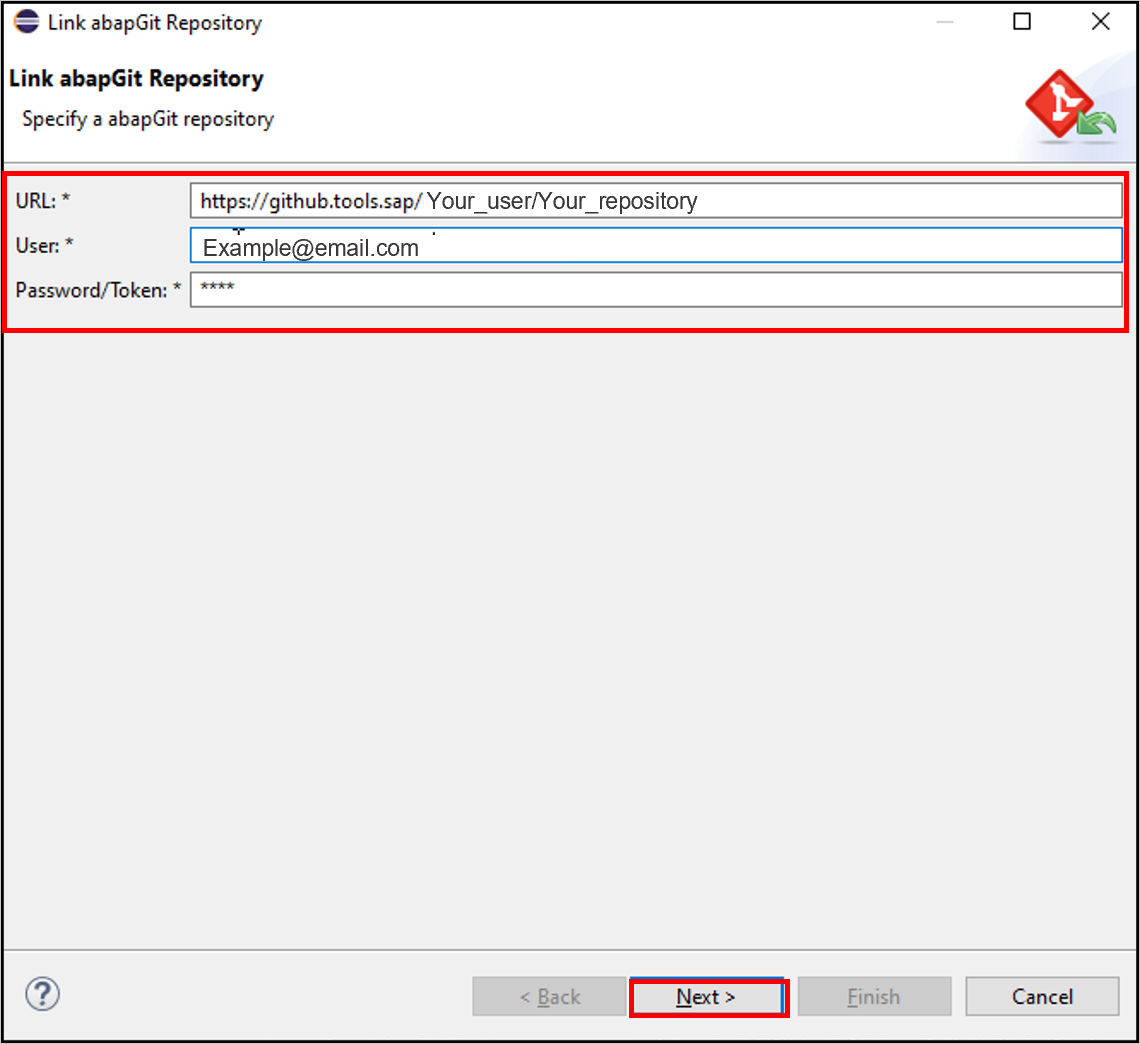 Link abapGit Repository
Link abapGit Repository
Specify a abapGit repository
URL: * https://github.tools.sap/ Your_user/Your_repository
User: * Example@email.com
Password/Token: * ****
? < Back Next > Finish Cancel